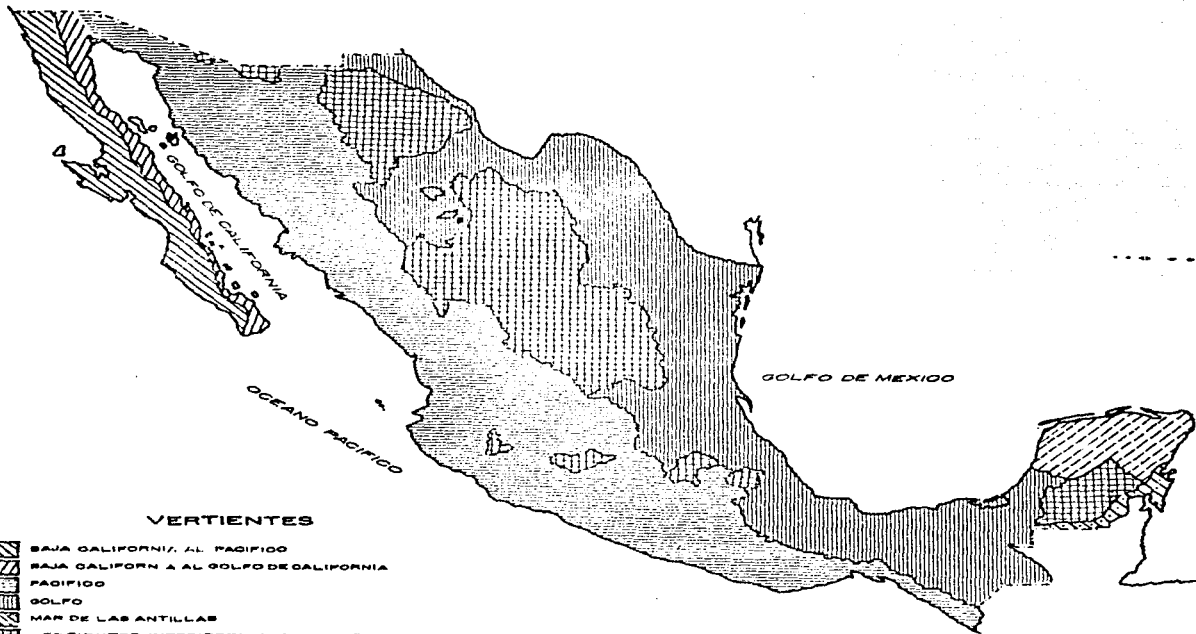 GOLFO DE CALIFORNIA
OCEANO PACIFICO
GOLFO DE MEXICO
VERTIENTES
BAJA CALIFORNIA AL PACIFICO
BAJA CALIFORN A AL GOLFO DE CALIFORNIA
PACIFICO
GOLFO
MAR DE LAS ANTILLAS